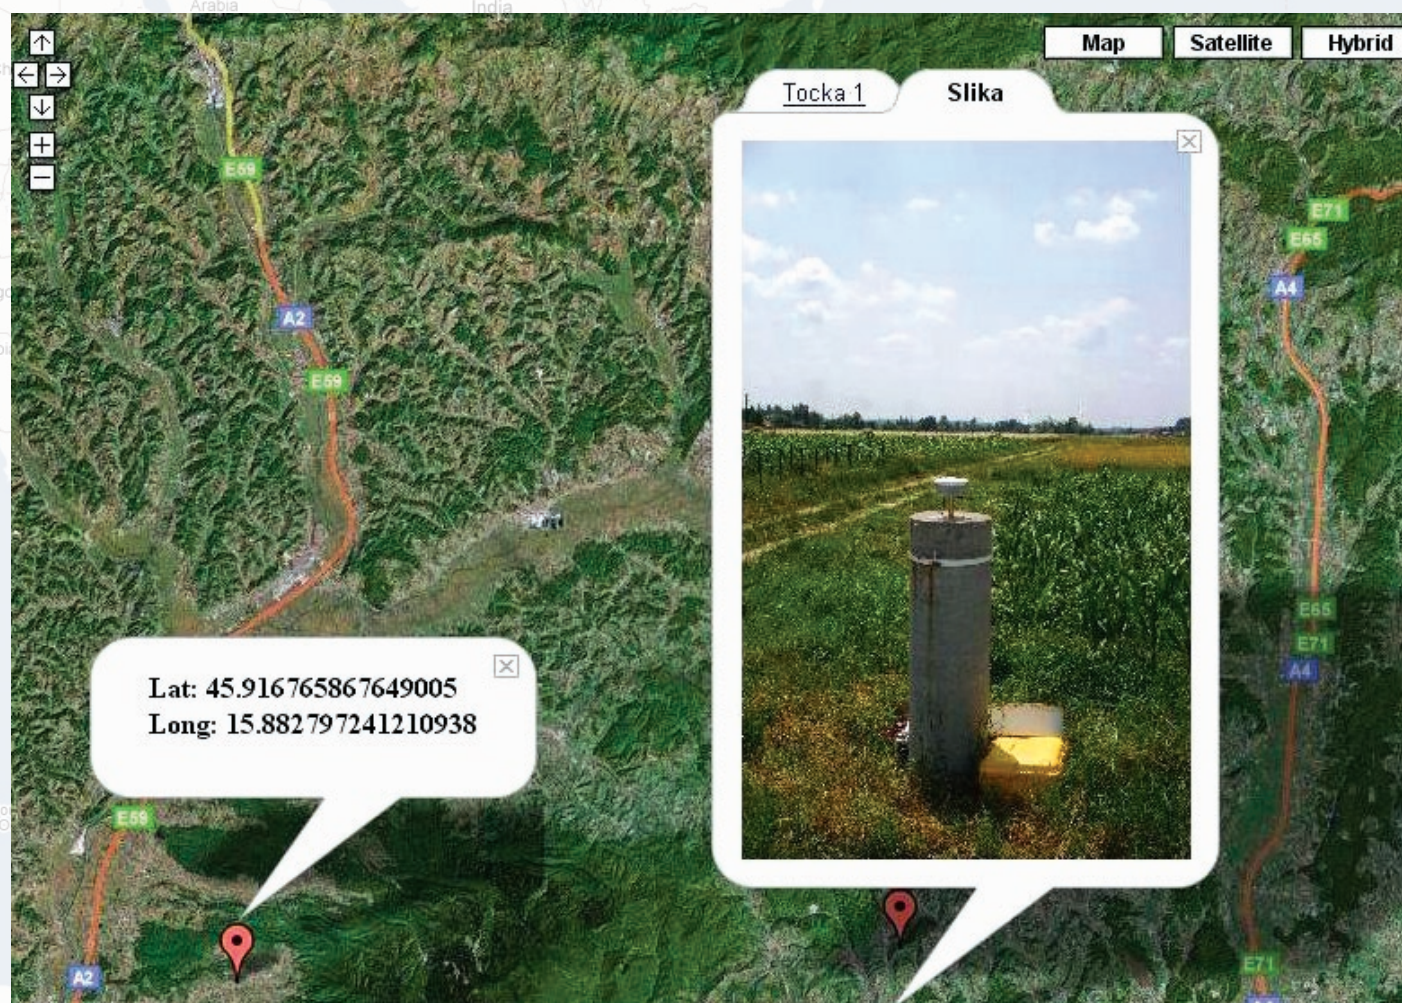 Arabia
India
Map
Satellite
Hybrid
Tocka 1
Slika
E59
E71
E65
A4
A2
E59
E65
E71
A4
Lat: 45.916765867649005
Long: 15.882797241210938
E59
A2
E71